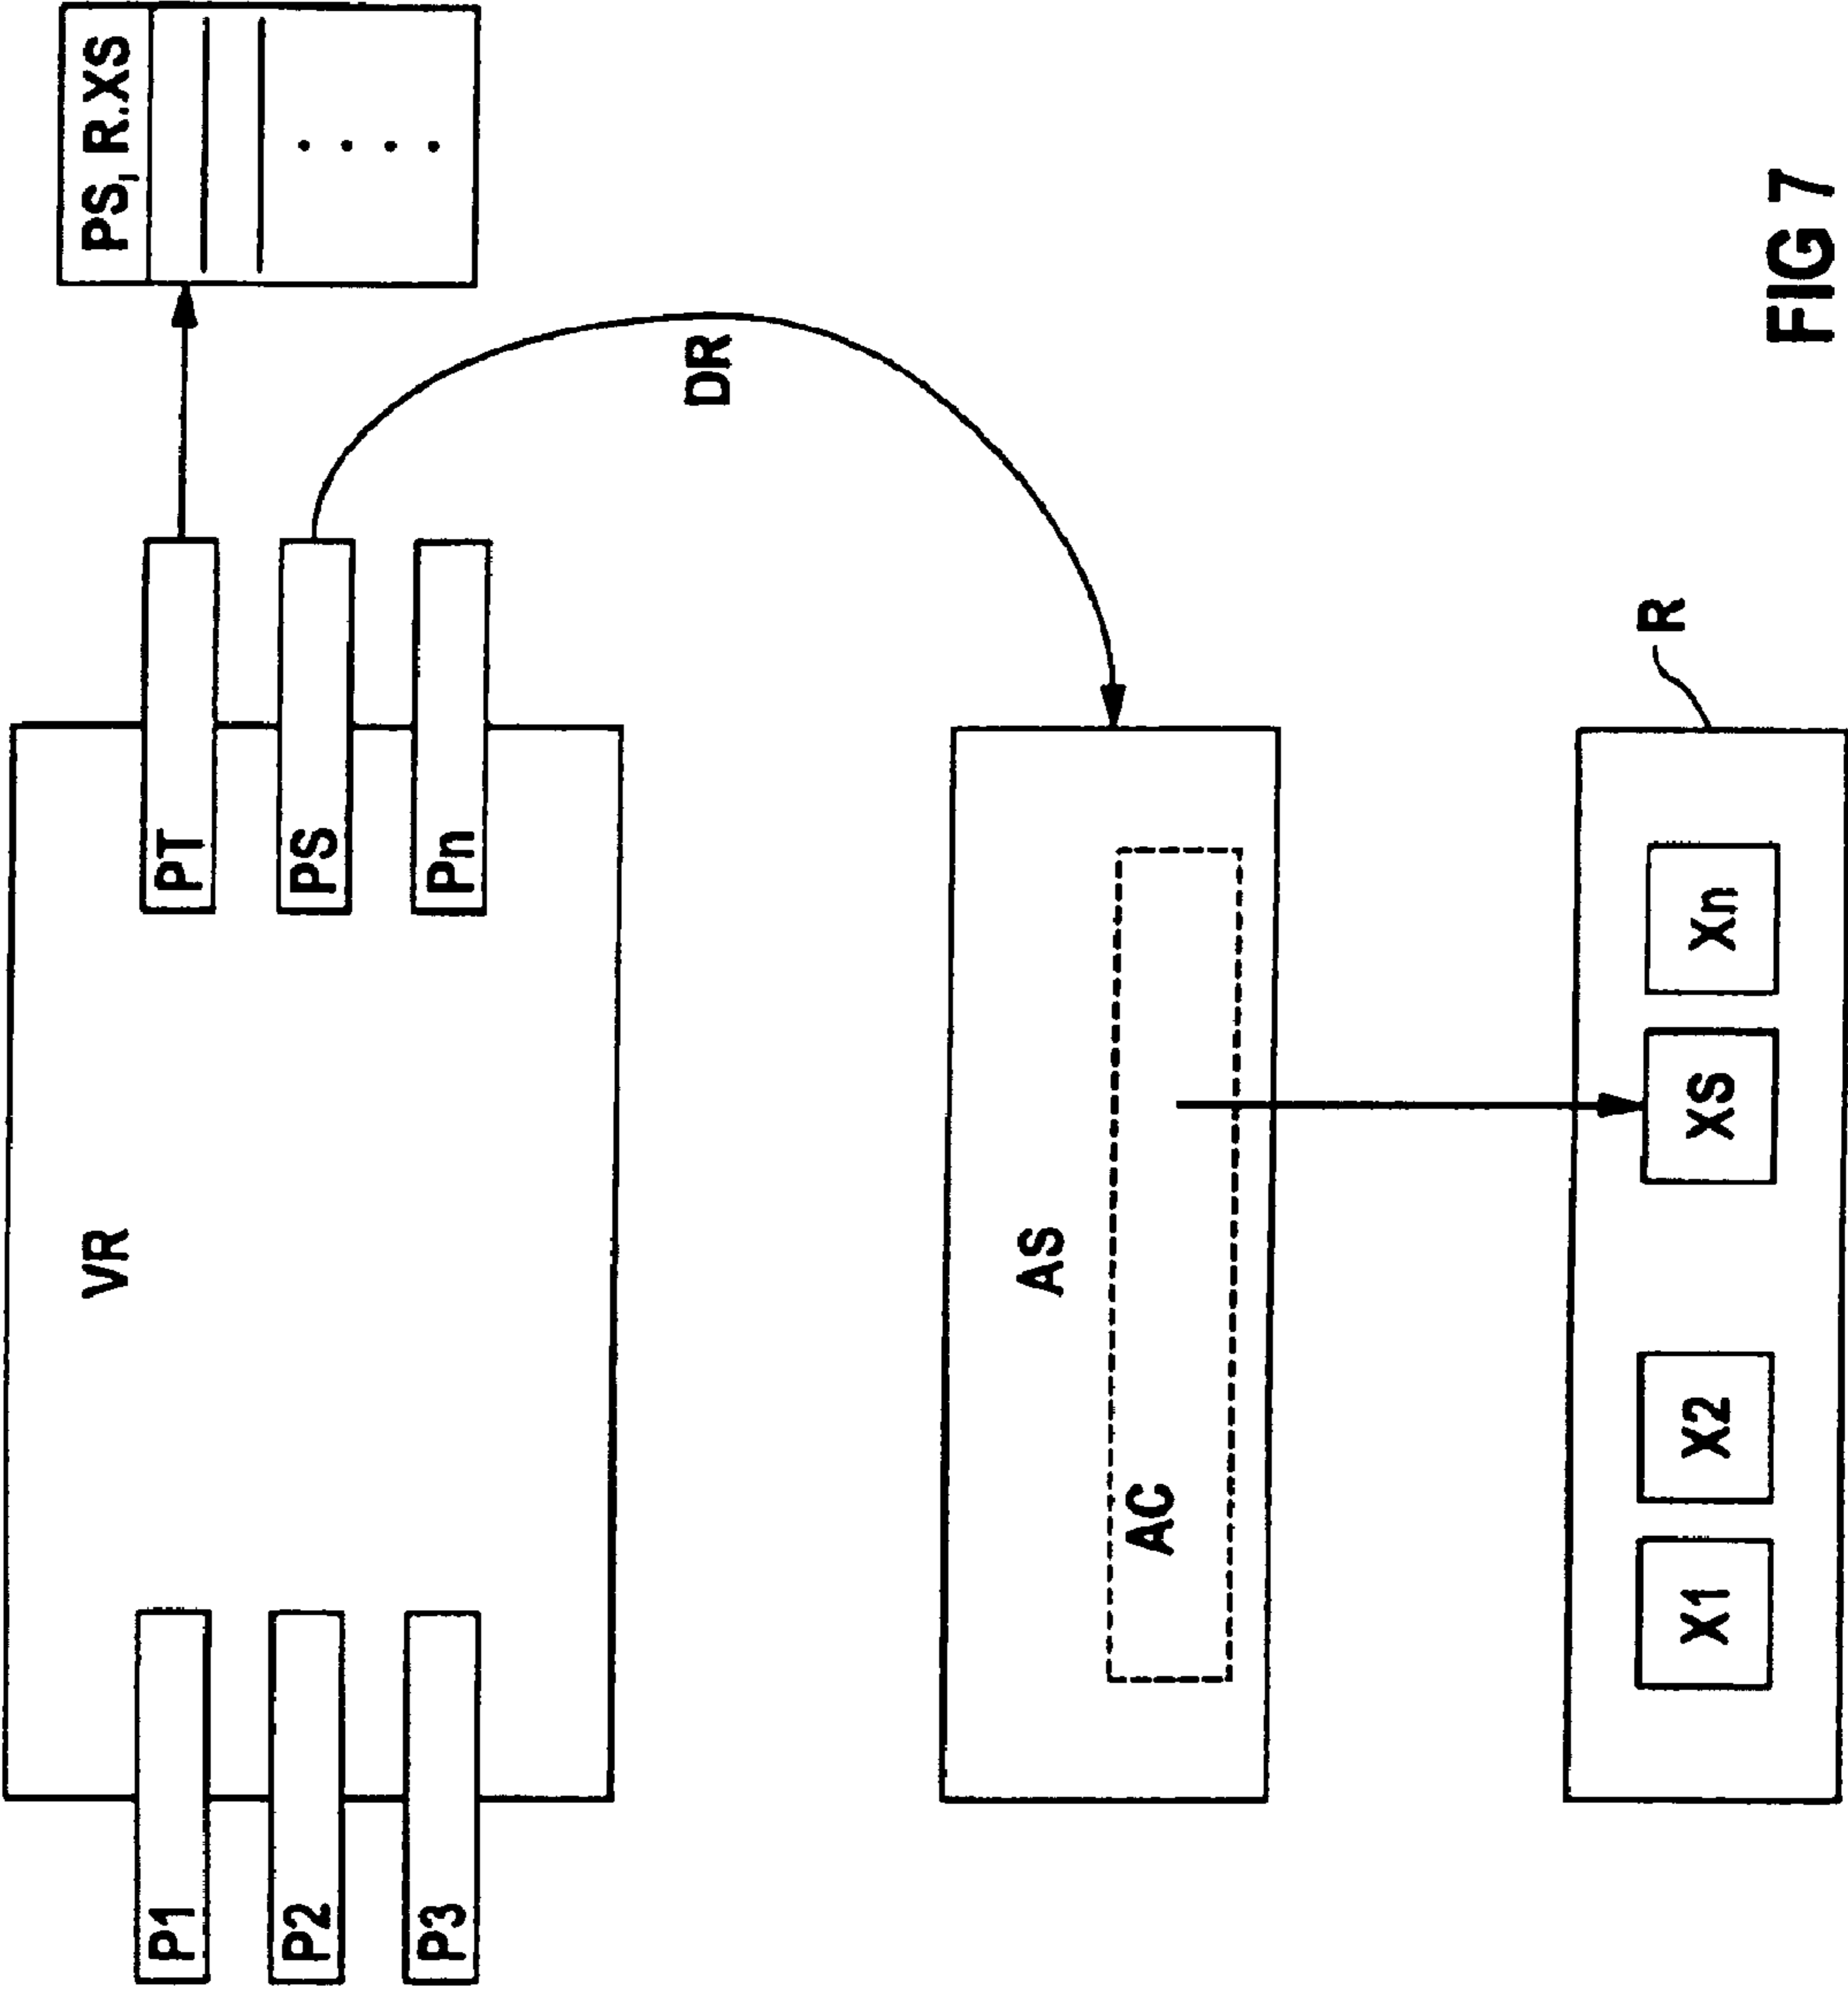 VR
P1
P2
P3
PT
PS
Pn
PS, R.XS
DR
AS
AC
R
X1
X2
XS
Xn
FIG 7